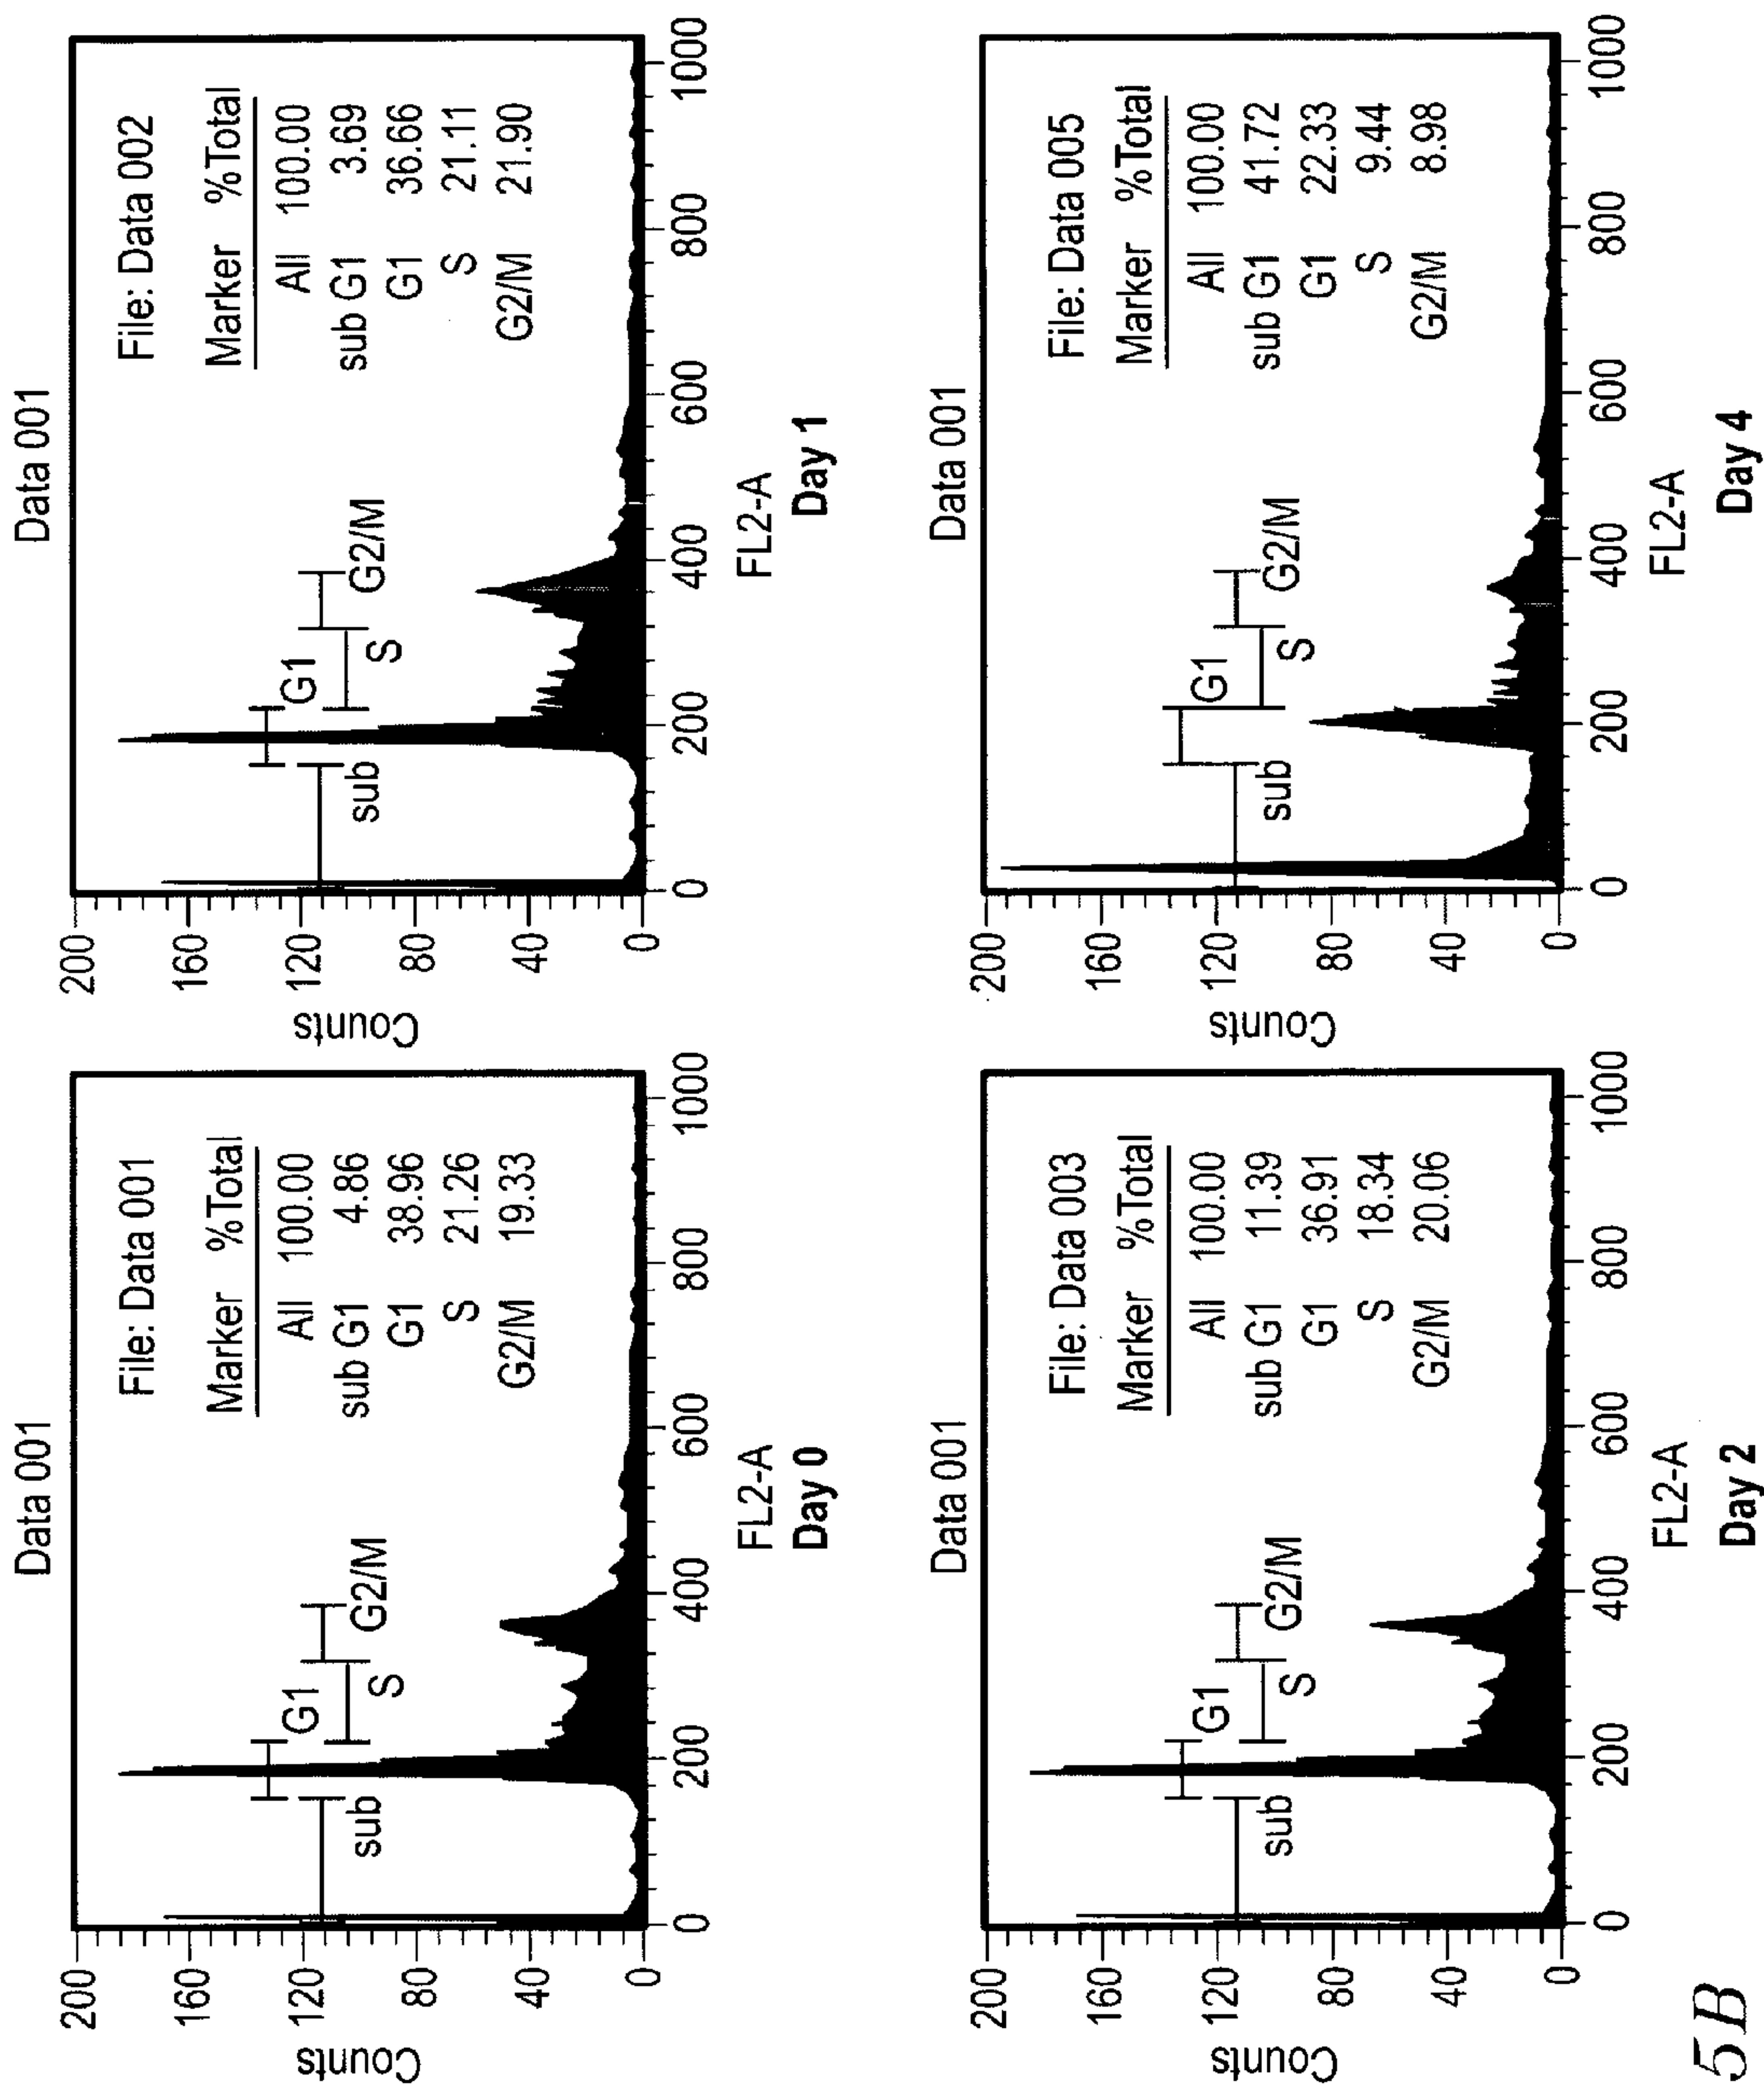 Data 001
File: Data 001
Marker %Total
All 100.00
sub G1 4.86
G1 38.96
S 21.26
G2/M 19.33
G1
G2/M
sub
S
200
160
120
80
40
0
Counts
0 200 400 600 800 1000
FL2-A
Day 0
Data 001
File: Data 002
Marker %Total
All 100.00
sub G1 3.69
G1 36.66
S 21.11
G2/M 21.90
G1
G2/M
sub
S
200
160
120
80
40
0
Counts
0 200 400 600 800 1000
FL2-A
Day 1
Data 001
File: Data 003
Marker %Total
All 100.00
sub G1 11.39
G1 36.91
S 18.34
G2/M 20.06
G1
G2/M
sub
S
200
160
120
80
40
0
Counts
0 200 400 600 800 1000
FL2-A
Day 2
Data 001
File: Data 005
Marker %Total
All 100.00
sub G1 41.72
G1 22.33
S 9.44
G2/M 8.98
G1
G2/M
sub
S
200
160
120
80
40
0
Counts
0 200 400 600 800 1000
FL2-A
Day 4
5B